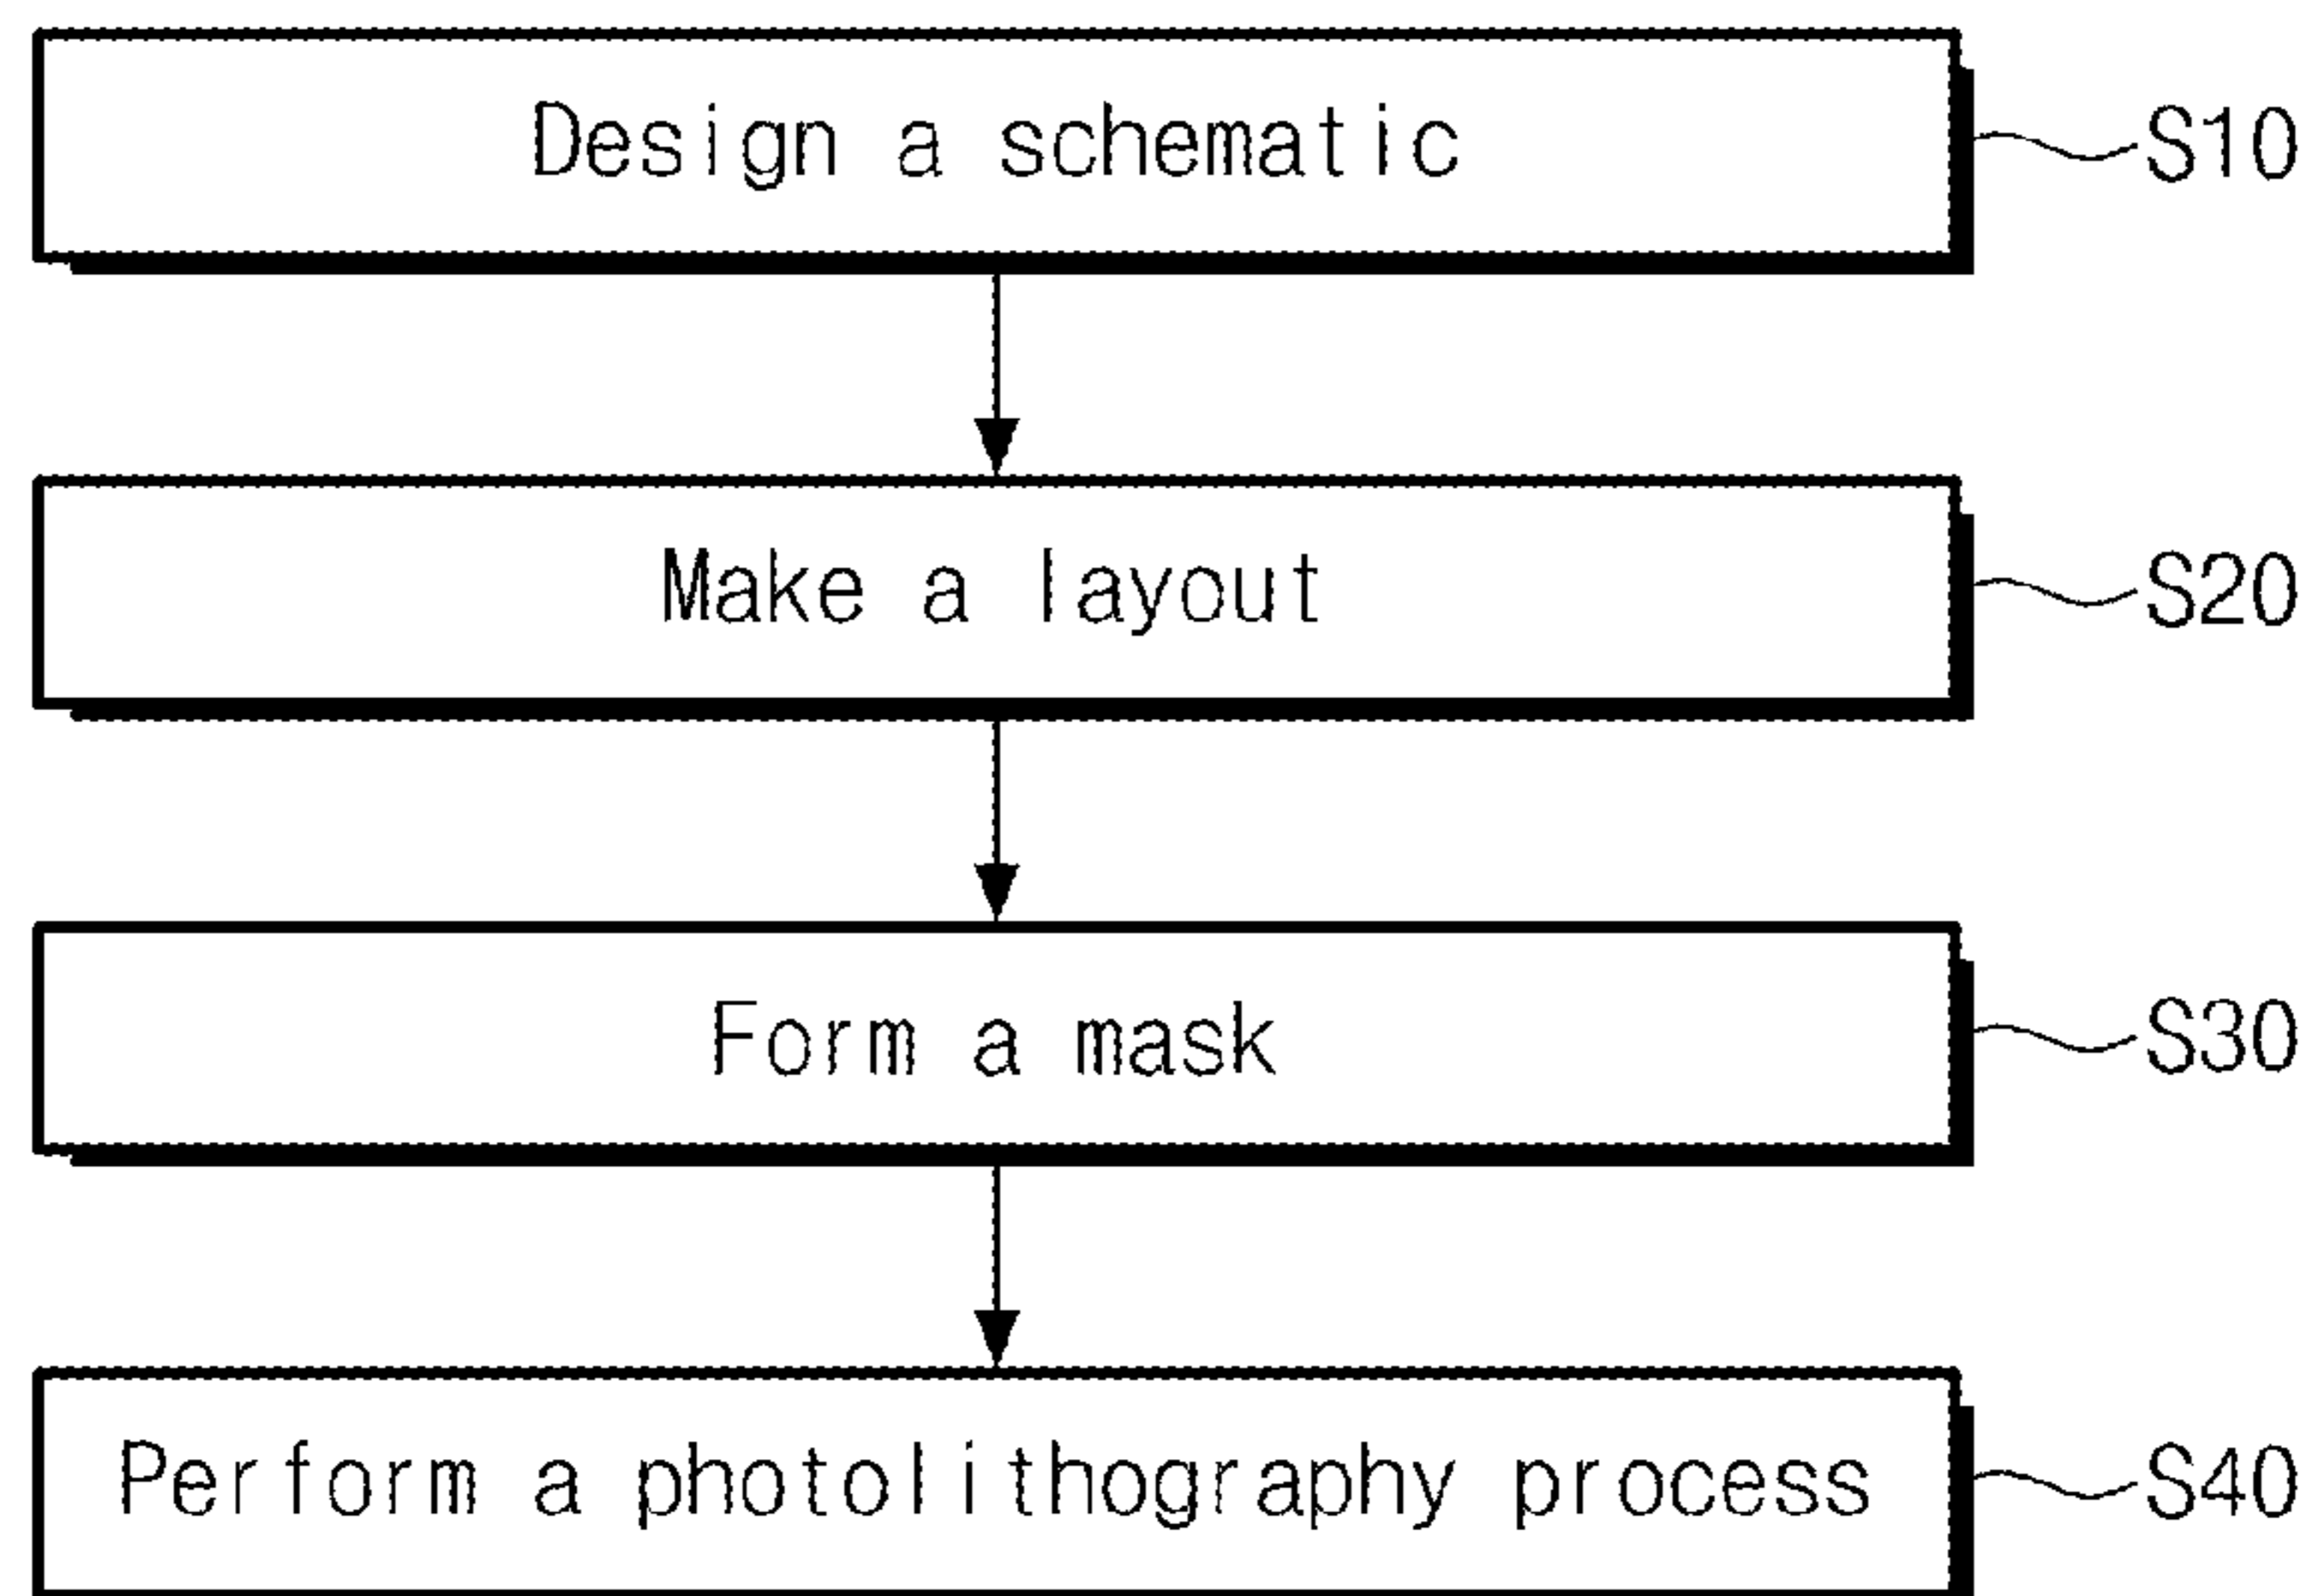 Design a schematic S10
Make a layout S20
Form a mask S30
Perform a photolithography process S40